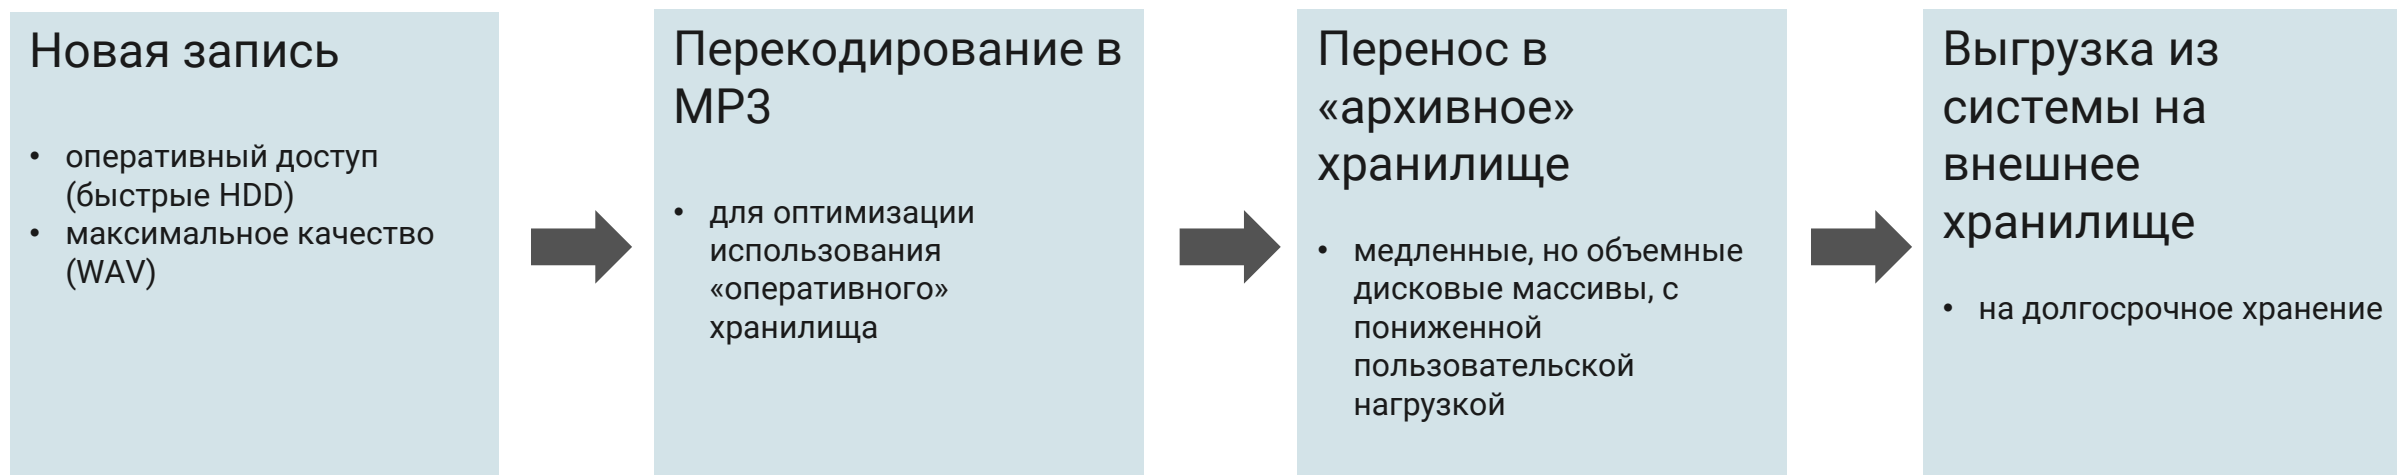 Новая запись
• оперативный доступ
(быстрые HDD)
• максимальное качество
(WAV)
Перекодирование в
MP3
• для оптимизации
использования
«оперативного»
хранилища
Перенос в
«архивное»
хранилище
• медленные, но объемные
дисковые массивы, с
пониженной
пользовательской
нагрузкой
Выгрузка из
системы на
внешнее
хранилище
• на долгосрочное хранение